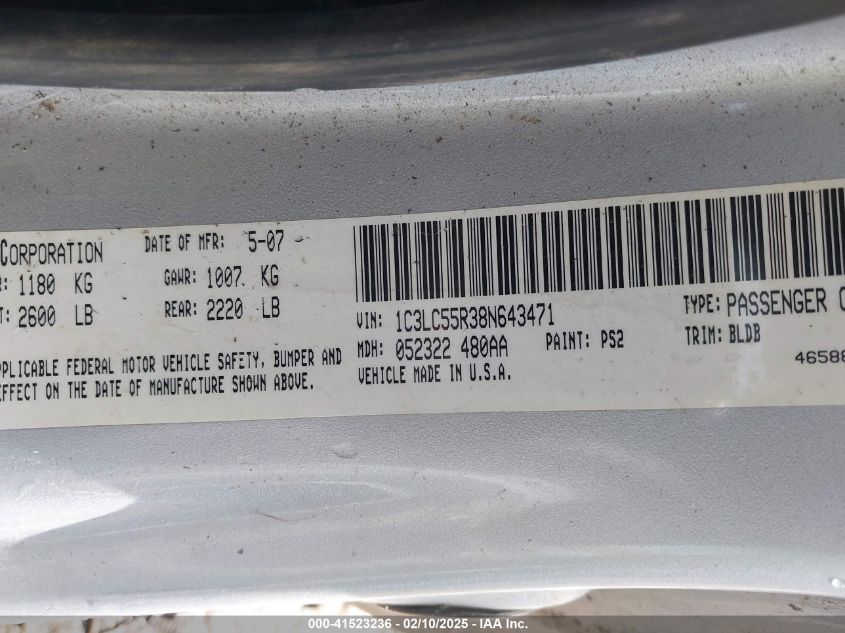 CORPORATION DATE OF MFR: 5-07
: 1180 KG GAWR: 1007. KG
T: 2600 LB REAR: 2220 LB
VIN: 1C3LC55R38N643471 TYPE: PASSENGER
MDH: 052322 480AA PAINT: PS2 TRIM: BLDB
VEHICLE MADE IN U.S.A. 4658
PPLICABLE FEDERAL MOTOR VEHICLE SAFETY, BUMPER AND
EFFECT ON THE DATE OF MANUFACTURE SHOWN ABOVE.
000-41523236 - 02/10/2025 - IAA Inc.